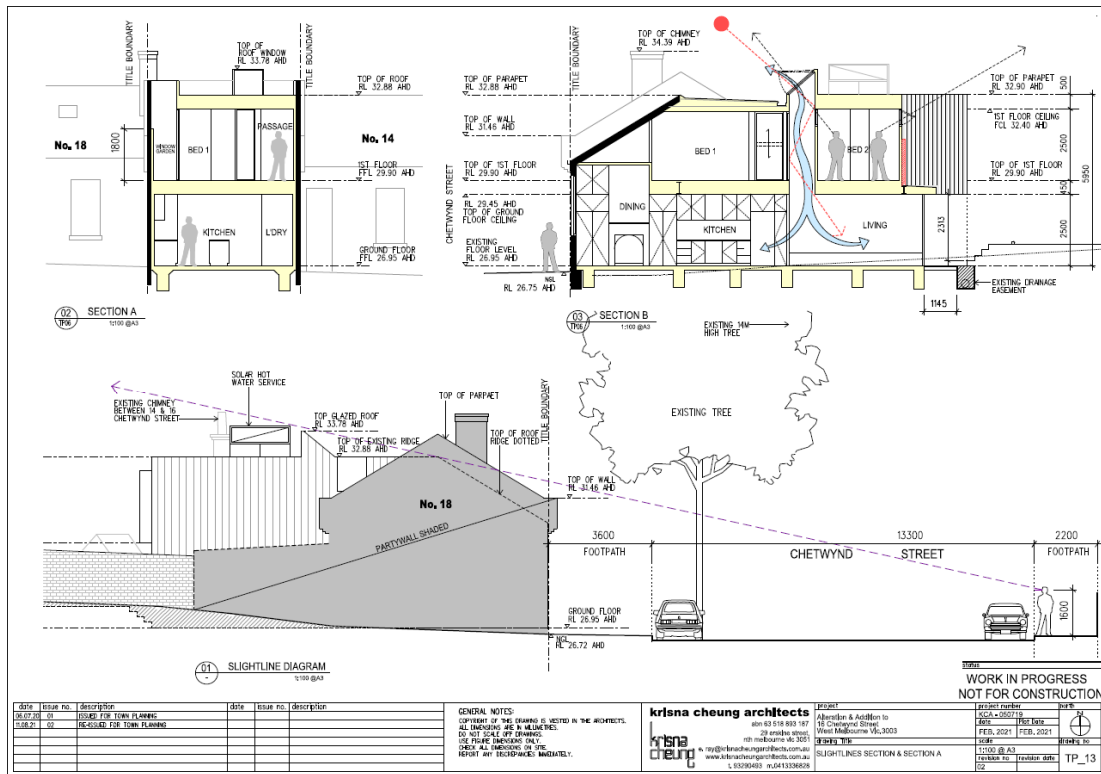 TITLE BOUNDARY
TOP OF
ROOF WINDOW
RL 33.78 AHD
TITLE BOUNDARY
TOP OF ROOF
RL 32.88 AHD
No. 18
1800
WINDOW
GARDEN
BED 1
PASSAGE
No. 14
1ST FLOOR
FFL 29.90 AHD
KITCHEN
L'DRY
GROUND FLOOR
FFL 26.95 AHD
02
TP06
SECTION A
1:100 @A3
TOP OF CHIMNEY
RL 34.39 AHD
TITLE BOUNDARY
TOP OF PARAPET
RL 32.88 AHD
TOP OF WALL
RL 31.46 AHD
CHETWYND STREET
TOP OF 1ST FLOOR
RL 29.90 AHD
RL 29.45 AHD
TOP OF GROUND
FLOOR CEILING
EXISTING
FLOOR LEVEL
RL 26.95 AHD
NSL
RL 26.75 AHD
BED 1
BED 2
DINING
KITCHEN
LIVING
TOP OF PARAPET
RL 32.90 AHD
1ST FLOOR CEILING
FCL 32.40 AHD
TOP OF 1ST FLOOR
RL 29.90 AHD
500
2500
450
2500
5950
2313
1145
EXISTING DRAINAGE
EASEMENT
03
TP06
SECTION B
1:100 @A3
EXISTING 14M
HIGH TREE
EXISTING TREE
SOLAR HOT
WATER SERVICE
EXISTING CHIMNEY
BETWEEN 14 & 16
CHETWYND STREET
TOP GLAZED ROOF
RL 33.78 AHD
TOP OF EXISTING RIDGE
RL 32.88 AHD
TOP OF PARPAET
TOP OF ROOF
RIDGE DOTTED
TITLE BOUNDARY
TOP OF WALL
RL 31.46 AHD
No. 18
PARTYWALL SHADED
3600
FOOTPATH
13300
CHETWYND STREET
2200
FOOTPATH
1600
GROUND FLOOR
RL 26.95 AHD
NGL
RL 26.72 AHD
01
-
SLIGHTLINE DIAGRAM
1:100 @A3
status
WORK IN PROGRESS
NOT FOR CONSTRUCTION
date issue no. description date issue no. description
06.07.20 01 ISSUED FOR TOWN PLANNING
11.08.21 02 RE-ISSUED FOR TOWN PLANNING
GENERAL NOTES:
COPYRIGHT OF THIS DRAWING IS VESTED IN THE ARCHITECTS.
ALL DIMENSIONS ARE IN MILLIMETRES.
DO NOT SCALE OFF DRAWINGS.
USE FIGURE DIMENSIONS ONLY.
CHECK ALL DIMENSIONS ON SITE.
REPORT ANY DISCREPANCIES IMMEDIATELY.
krisna cheung architects
abn 63 518 893 187
29 erskine street,
nth melbourne vic 3051
e. ray@krisnacheungarchitects.com.au
www.krisnacheungarchitects.com.au
t. 93290493 m.0413336828
krisna
cheung
project
Alteration & Addition to
16 Chetwynd Street
West Melbourne Vic,3003
drawing Title
SLIGHTLINES SECTION & SECTION A
project number
KCA - 050719
date Plot Date
FEB, 2021 FEB, 2021
scale
1:100 @ A3
revision no revision date
02
north
drawing no
TP_13